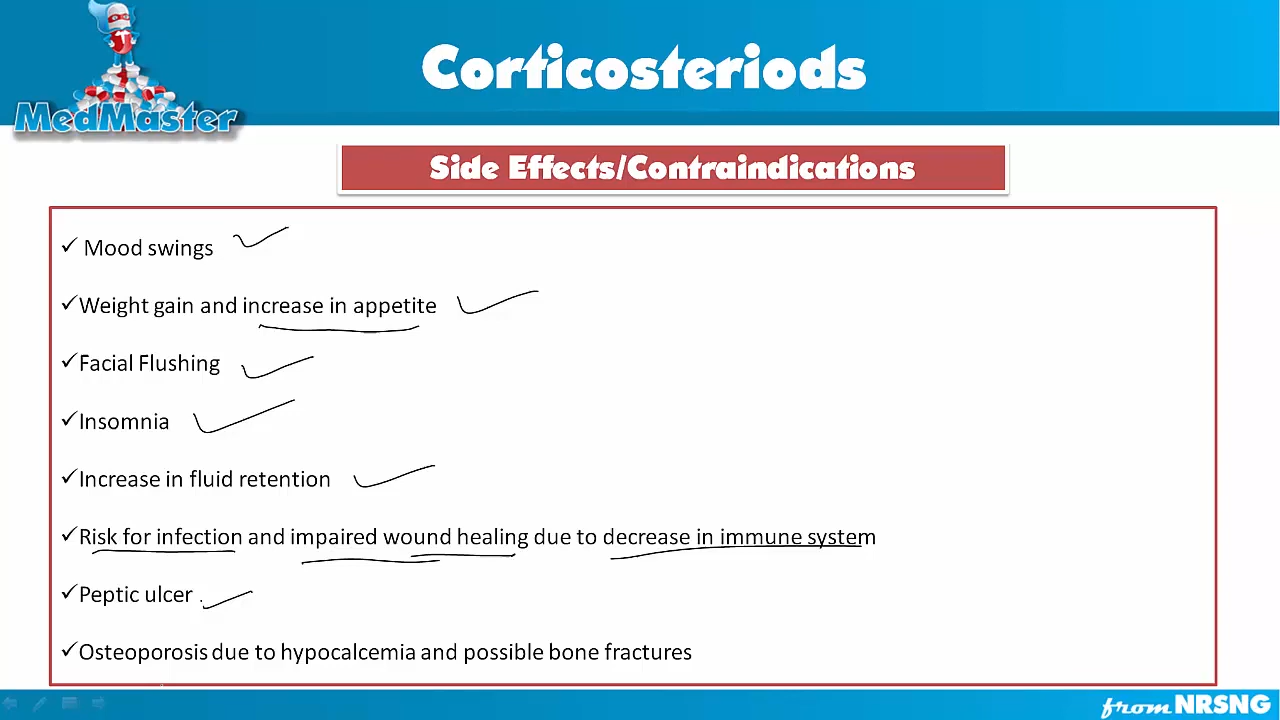 Corticosteriods
MedMaster
Side Effects/Contraindications
✓ Mood swings
✓ Weight gain and increase in appetite
✓ Facial Flushing
✓ Insomnia
✓ Increase in fluid retention
✓ Risk for infection and impaired wound healing due to decrease in immune system
✓ Peptic ulcer
✓ Osteoporosis due to hypocalcemia and possible bone fractures
from NRSNG